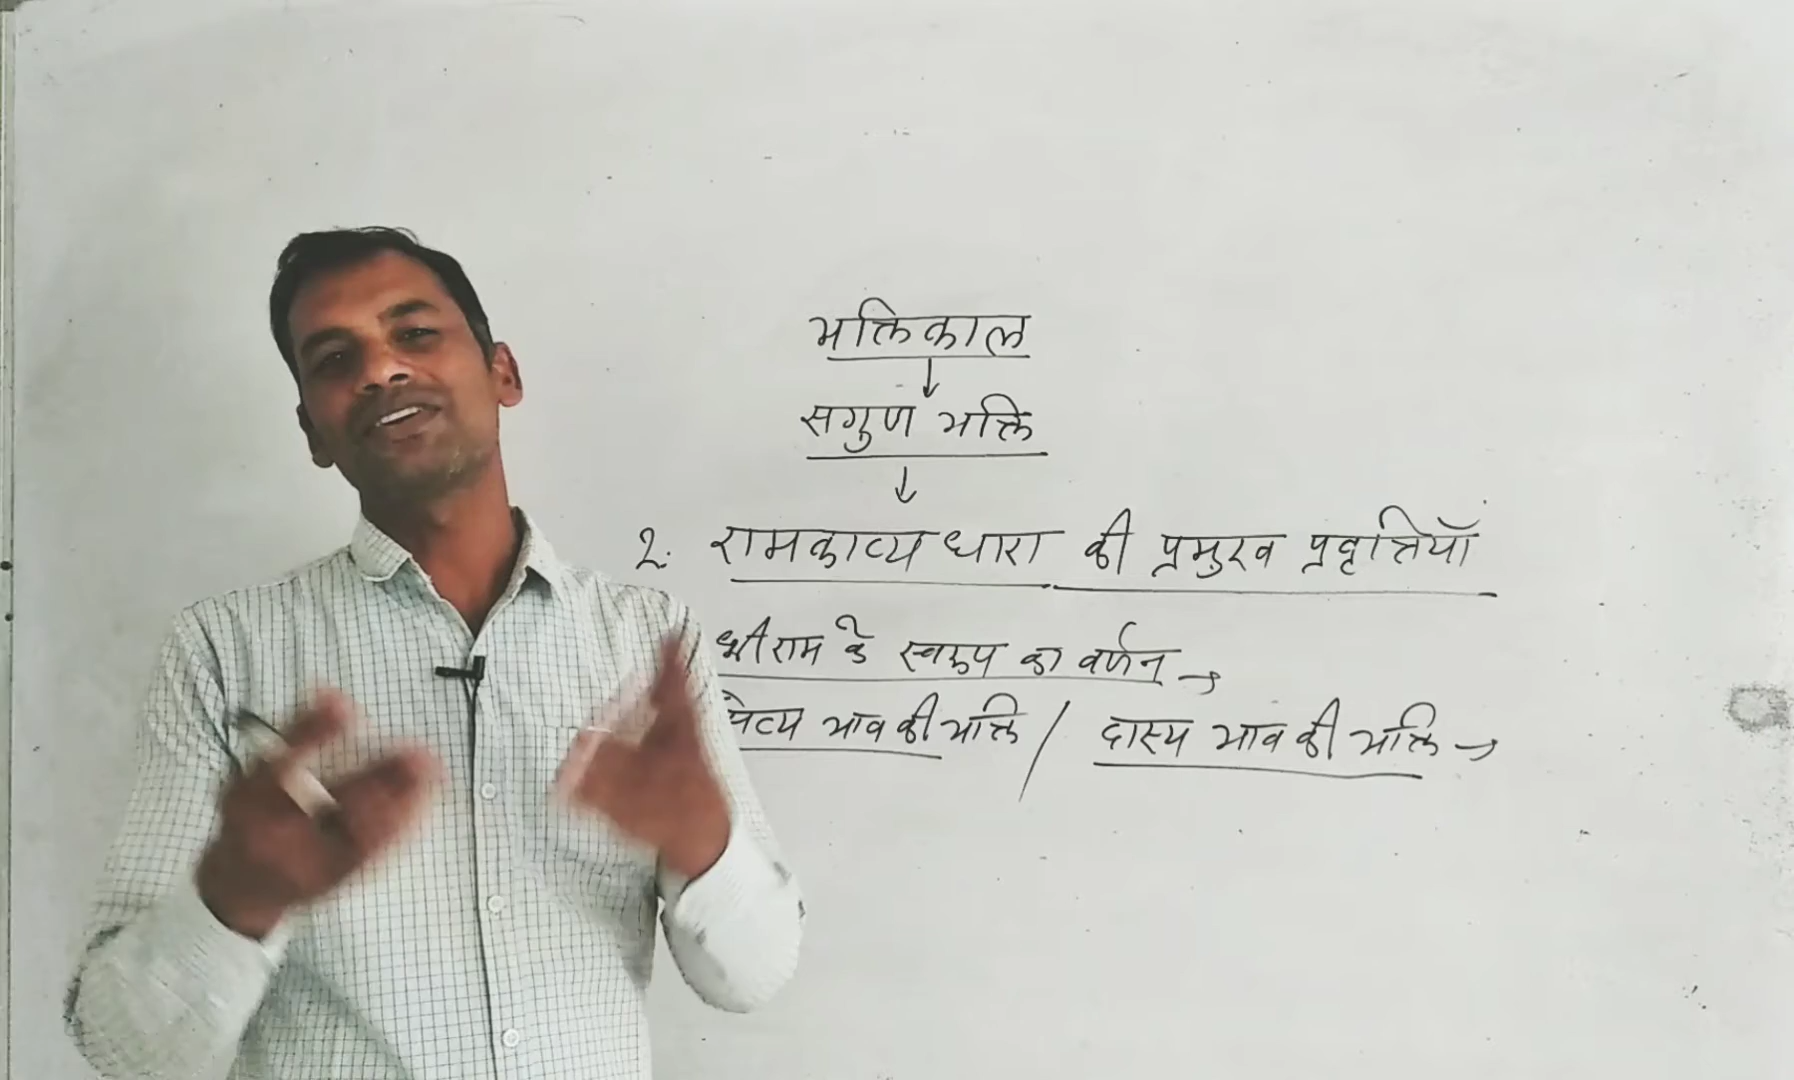 भक्तिकाल
↓
सगुण भक्ति
↓
2. रामकाव्य धारा की प्रमुख प्रवृत्तियाँ
श्रीराम के स्वरूप का वर्णन →
भाव की भक्ति / दास्य भाव की भक्ति →